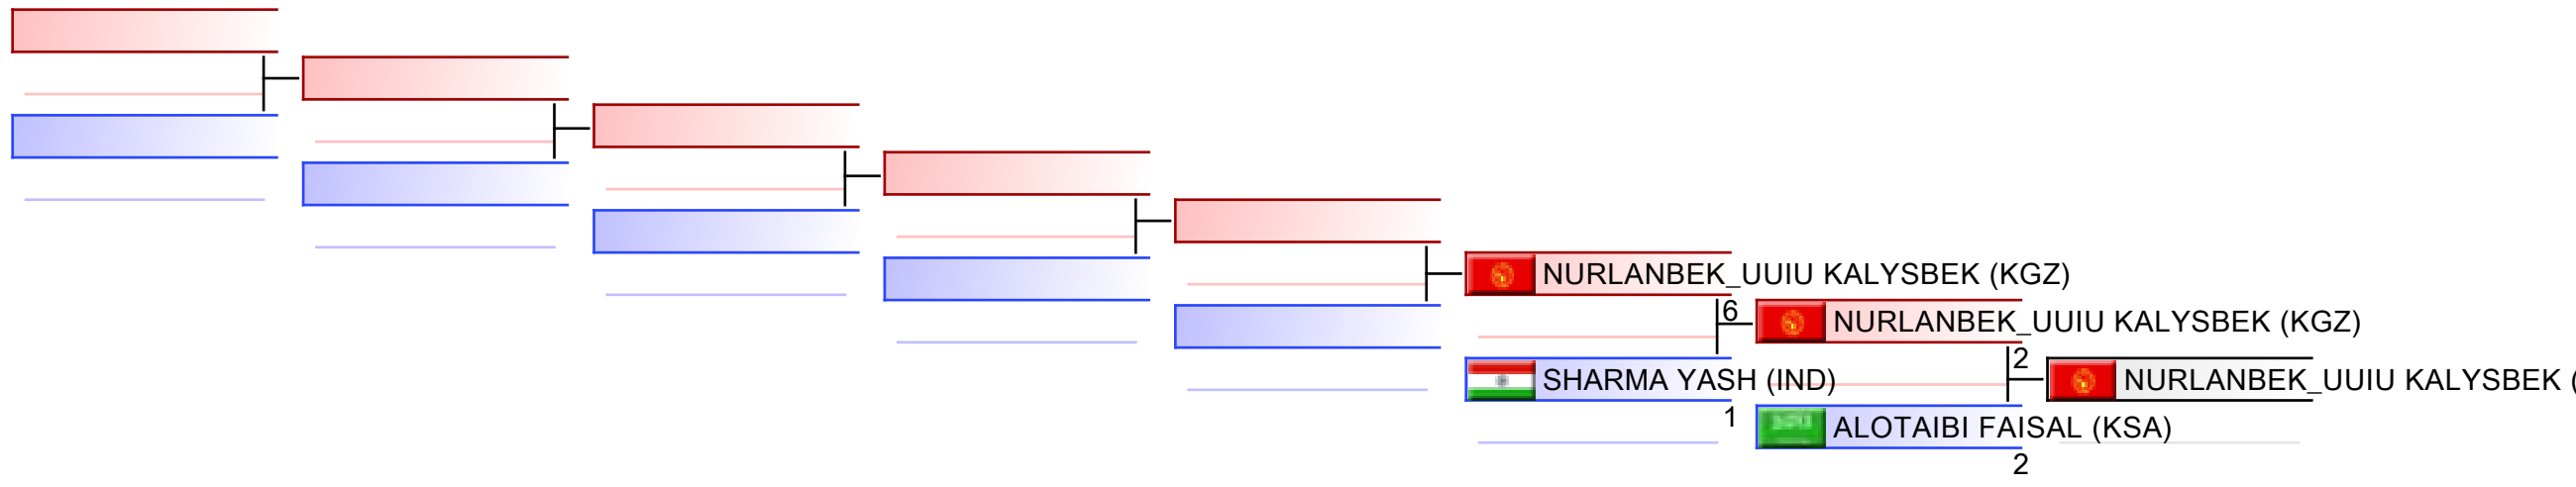 NURLANBEK_UUIU KALYSBEK (KGZ)
6
NURLANBEK_UUIU KALYSBEK (KGZ)
2
SHARMA YASH (IND)
NURLANBEK_UUIU KALYSBEK (
1
ALOTAIBI FAISAL (KSA)
2